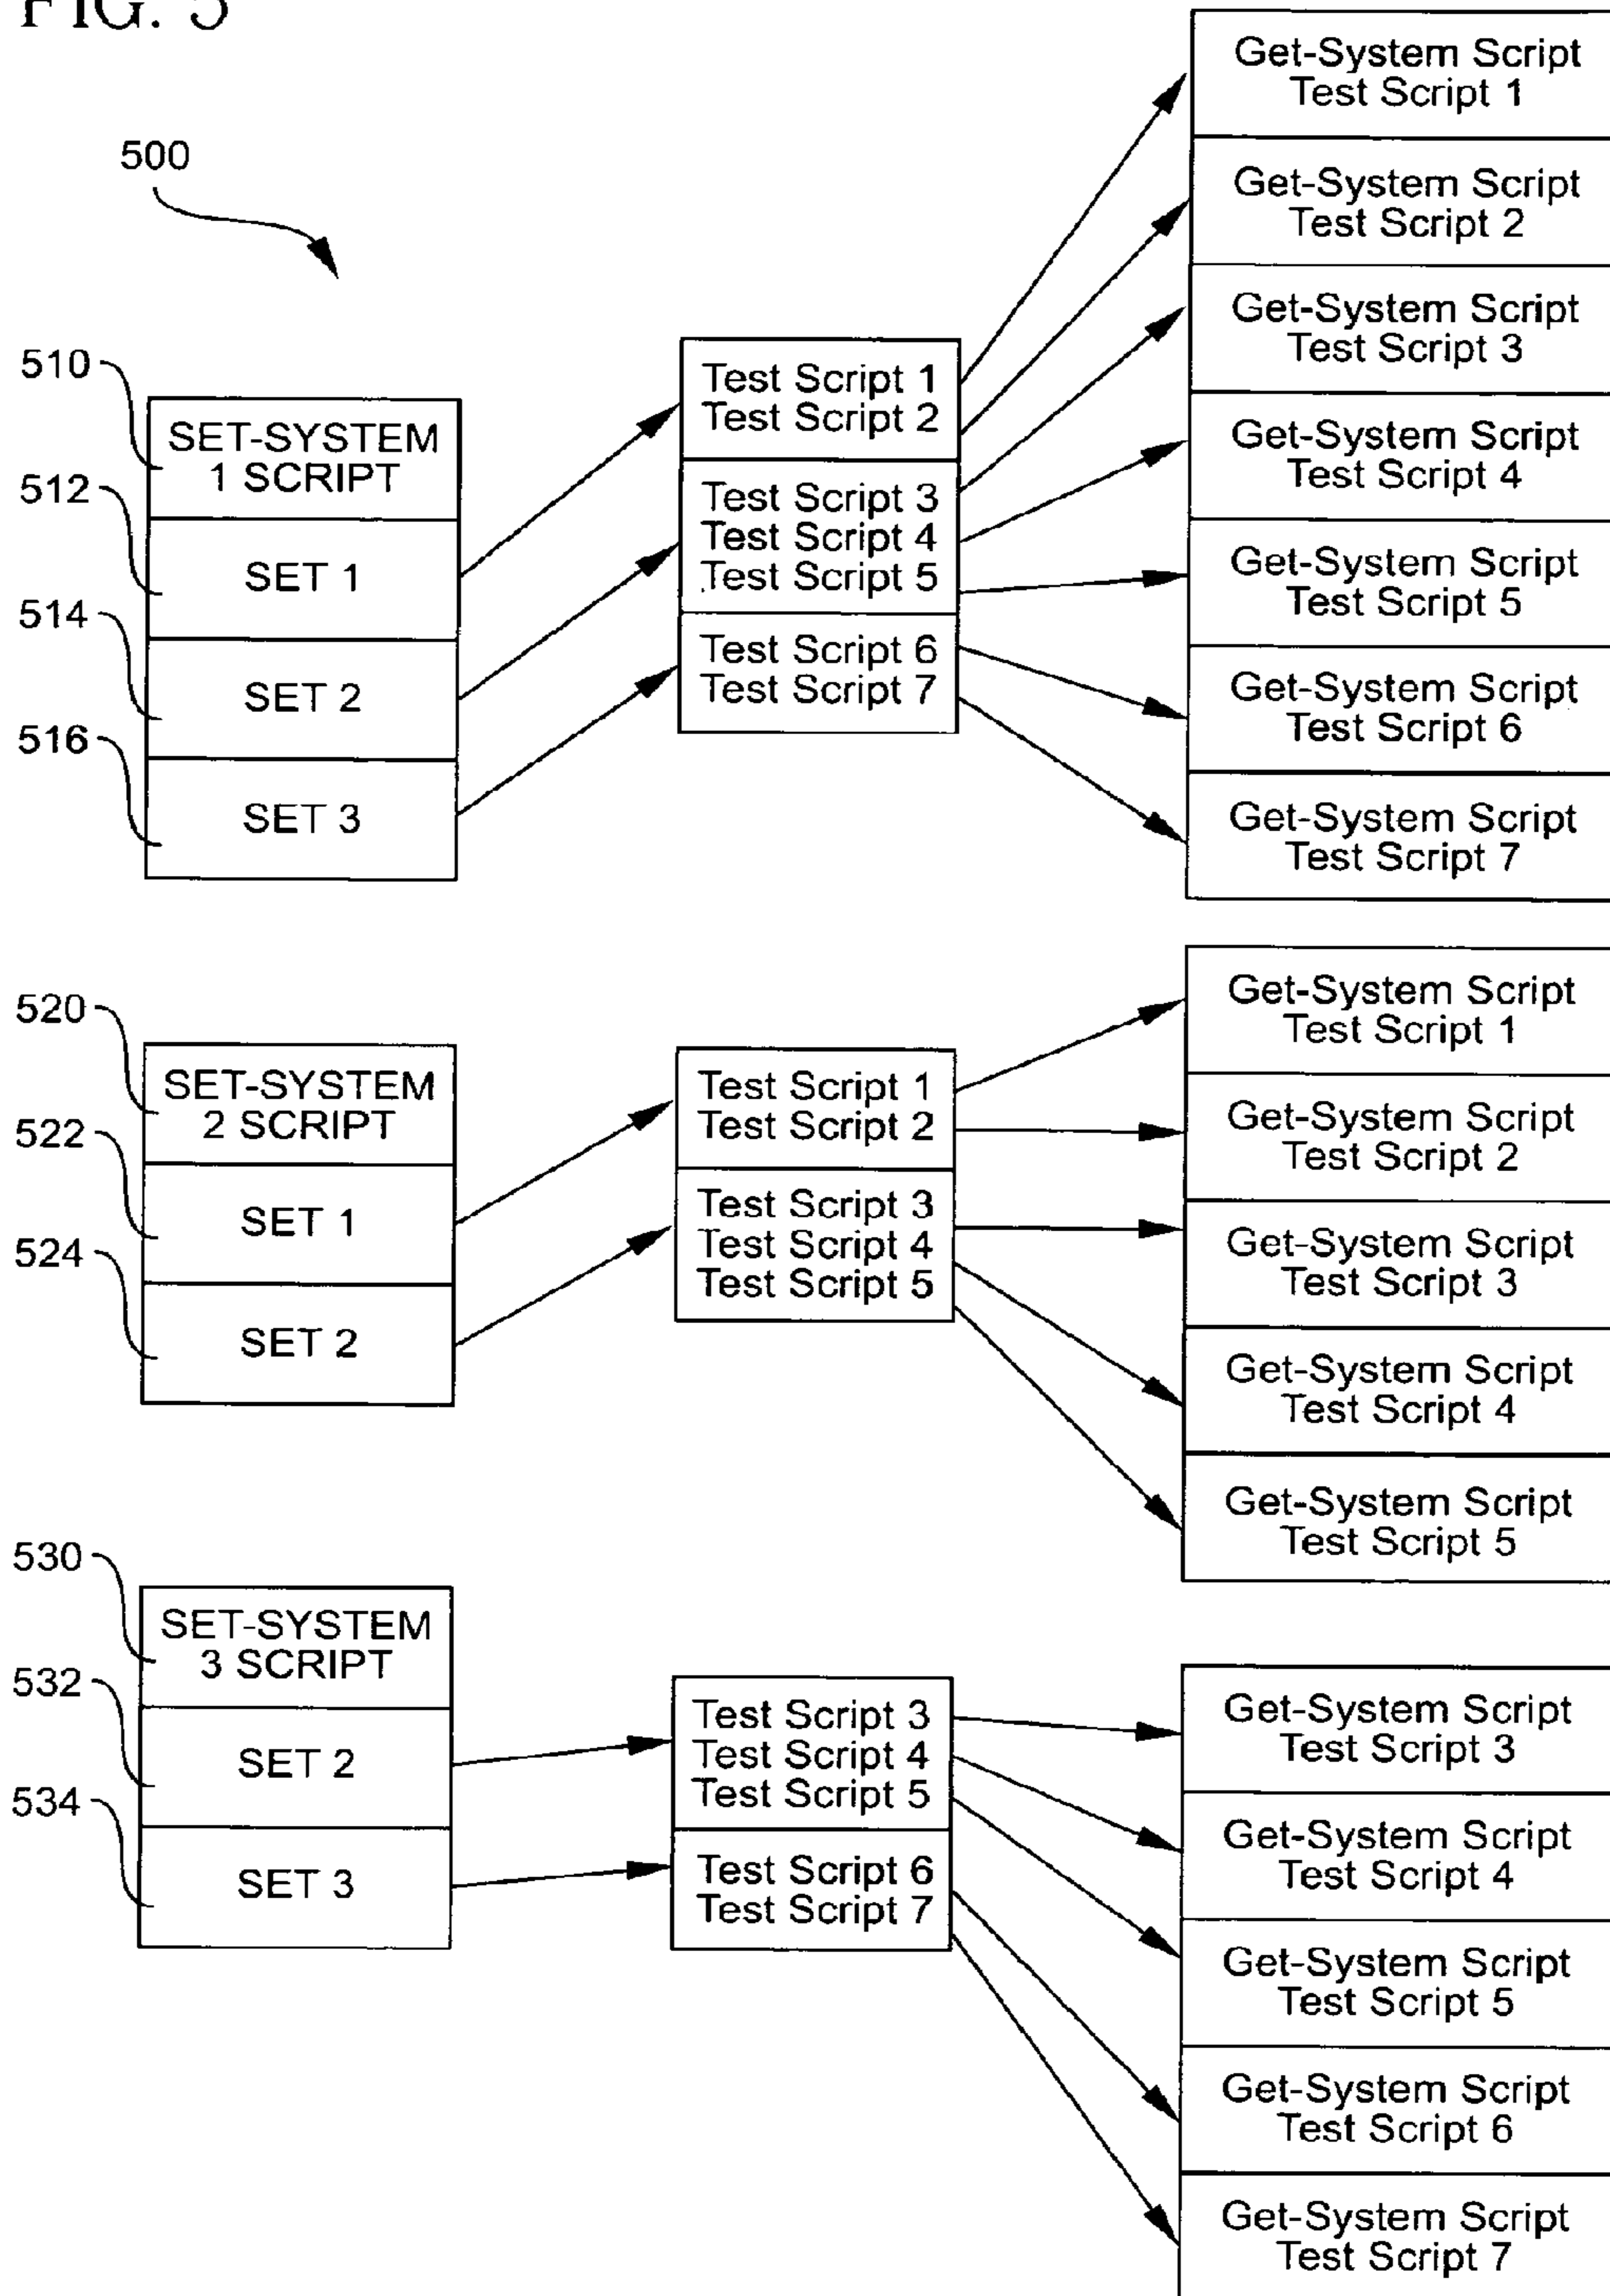 FIG. 5
500
510
512
514
516
SET-SYSTEM
1 SCRIPT
SET 1
SET 2
SET 3
Test Script 1
Test Script 2
Test Script 3
Test Script 4
Test Script 5
Test Script 6
Test Script 7
Get-System Script
Test Script 1
Get-System Script
Test Script 2
Get-System Script
Test Script 3
Get-System Script
Test Script 4
Get-System Script
Test Script 5
Get-System Script
Test Script 6
Get-System Script
Test Script 7
520
522
524
SET-SYSTEM
2 SCRIPT
SET 1
SET 2
Test Script 1
Test Script 2
Test Script 3
Test Script 4
Test Script 5
Get-System Script
Test Script 1
Get-System Script
Test Script 2
Get-System Script
Test Script 3
Get-System Script
Test Script 4
Get-System Script
Test Script 5
530
532
534
SET-SYSTEM
3 SCRIPT
SET 2
SET 3
Test Script 3
Test Script 4
Test Script 5
Test Script 6
Test Script 7
Get-System Script
Test Script 3
Get-System Script
Test Script 4
Get-System Script
Test Script 5
Get-System Script
Test Script 6
Get-System Script
Test Script 7